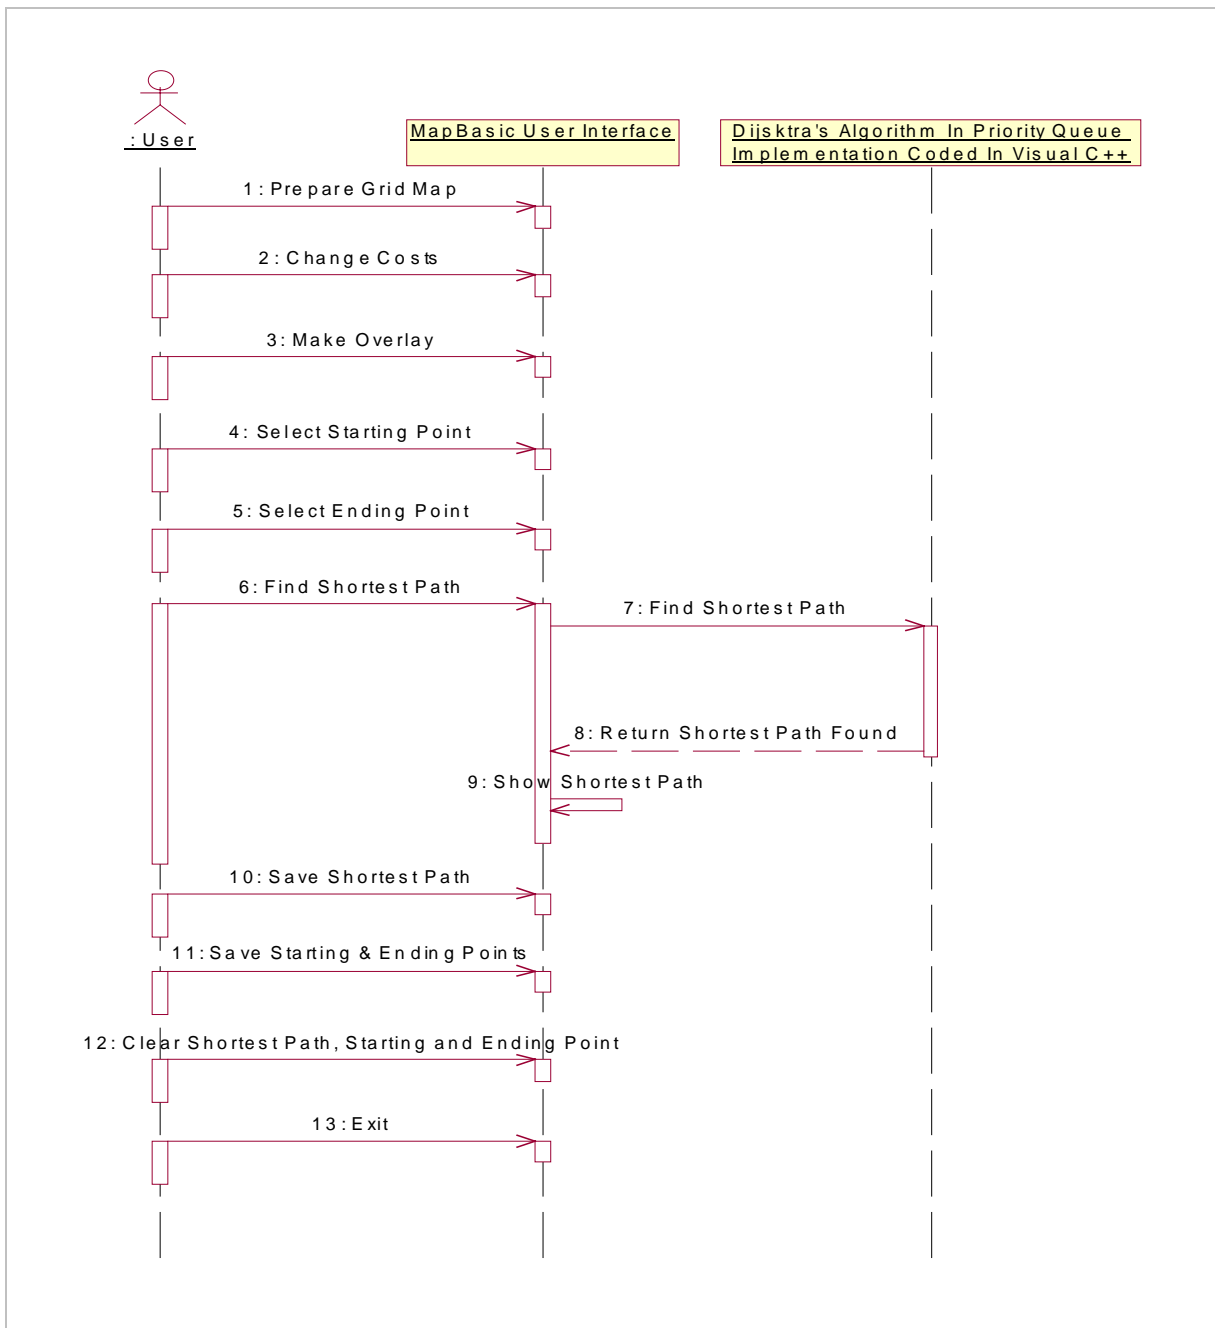 : User
MapBasic User Interface
Dijsktra's Algorithm In Priority Queue
Implementation Coded In Visual C++
1: Prepare Grid Map
2: Change Costs
3: Make Overlay
4: Select Starting Point
5: Select Ending Point
6: Find Shortest Path
7: Find Shortest Path
8: Return Shortest Path Found
9: Show Shortest Path
10: Save Shortest Path
11: Save Starting & Ending Points
12: Clear Shortest Path, Starting and Ending Point
13: Exit